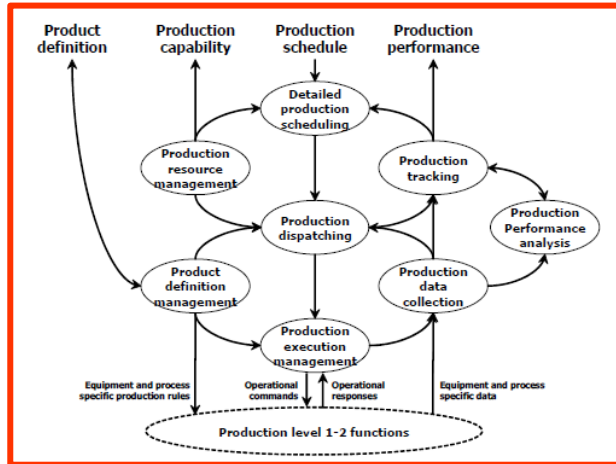 Product
definition
Production
capability
Production
schedule
Production
performance
Detailed
production
scheduling
Production
resource
management
Production
tracking
Production
dispatching
Production
Performance
analysis
Product
definition
management
Production
data
collection
Production
execution
management
Equipment and process
specific production rules
Operational
commands
Operational
responses
Equipment and process
specific data
Production level 1-2 functions